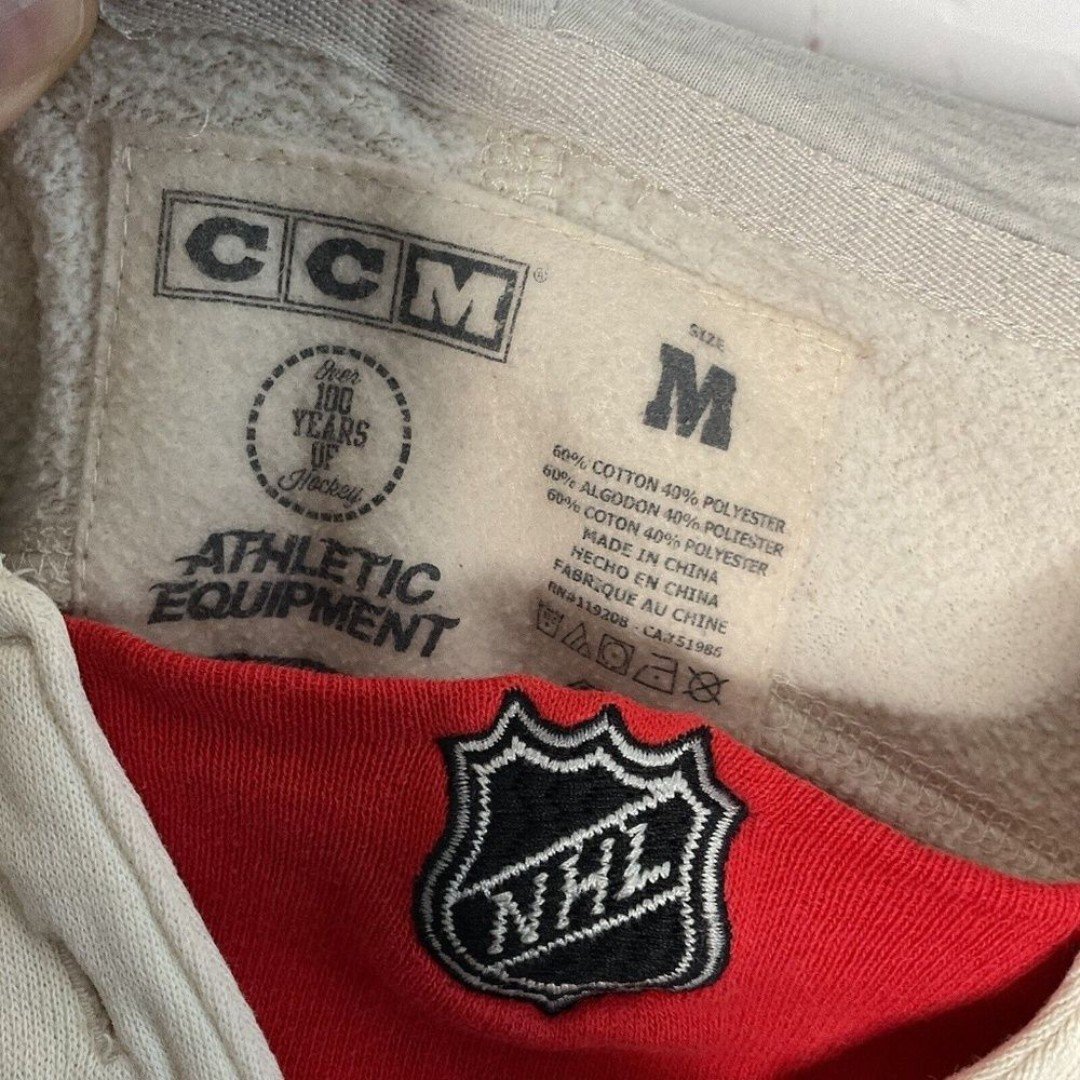 CCM®
Over
100
YEARS
OF
Hockey
ATHLETIC
EQUIPMENT
SIZE
M
60% COTTON 40% POLYESTER
60% ALGODON 40% POLIESTER
60% COTON 40% POLYESTER
MADE IN CHINA
HECHO EN CHINA
FABRIQUE AU CHINE
RN#119208 - CA#51985
NHL